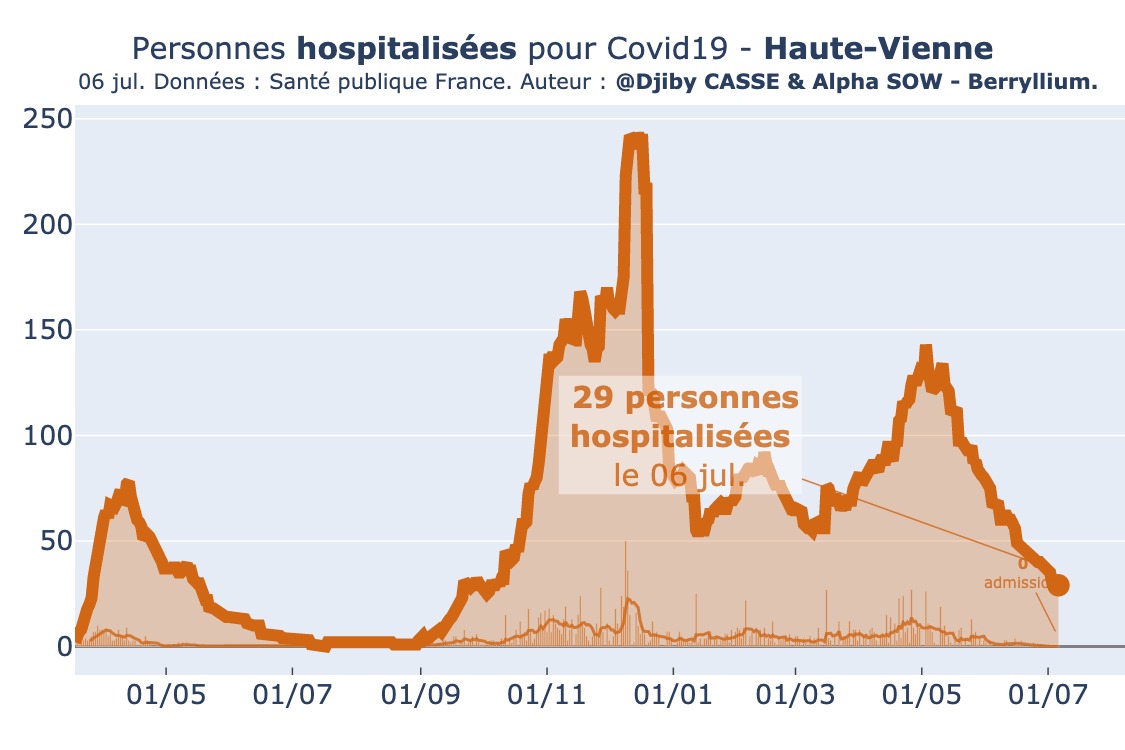 Personnes hospitalisées pour Covid19 - Haute-Vienne
06 jul. Données : Santé publique France. Auteur : @Djiby CASSE & Alpha SOW - Berryllium.
250
200
150
100
50
0
29 personnes
hospitalisées
le 06 jul.
0
admissio
01/05 01/07 01/09 01/11 01/01 01/03 01/05 01/07